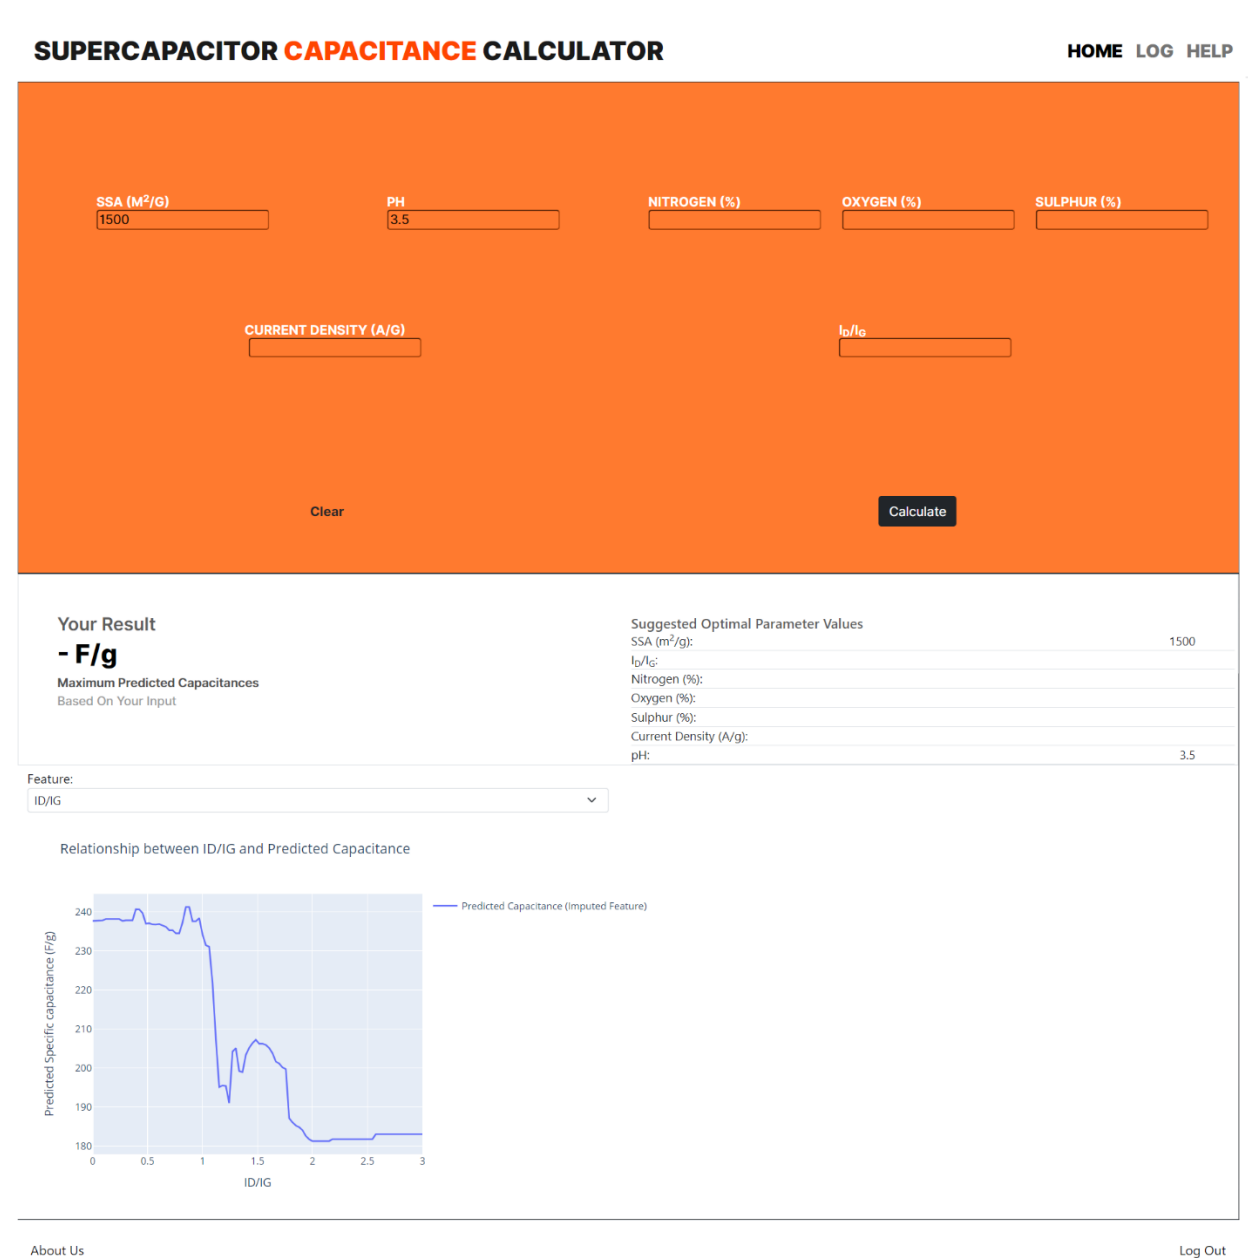 SUPERCAPACITOR CAPACITANCE CALCULATOR
HOME LOG HELP
SSA (M²/G)
1500
PH
3.5
NITROGEN (%)
OXYGEN (%)
SULPHUR (%)
CURRENT DENSITY (A/G)
I_D/I_G
Clear
Calculate
Your Result
- F/g
Maximum Predicted Capacitances
Based On Your Input
Suggested Optimal Parameter Values
SSA (m²/g): 1500
I_D/I_G:
Nitrogen (%):
Oxygen (%):
Sulphur (%):
Current Density (A/g):
pH: 3.5
Feature:
ID/IG
Relationship between ID/IG and Predicted Capacitance
Predicted Capacitance (Imputed Feature)
Predicted Specific capacitance (F/g)
240
230
220
210
200
190
180
0 0.5 1 1.5 2 2.5 3
ID/IG
About Us
Log Out